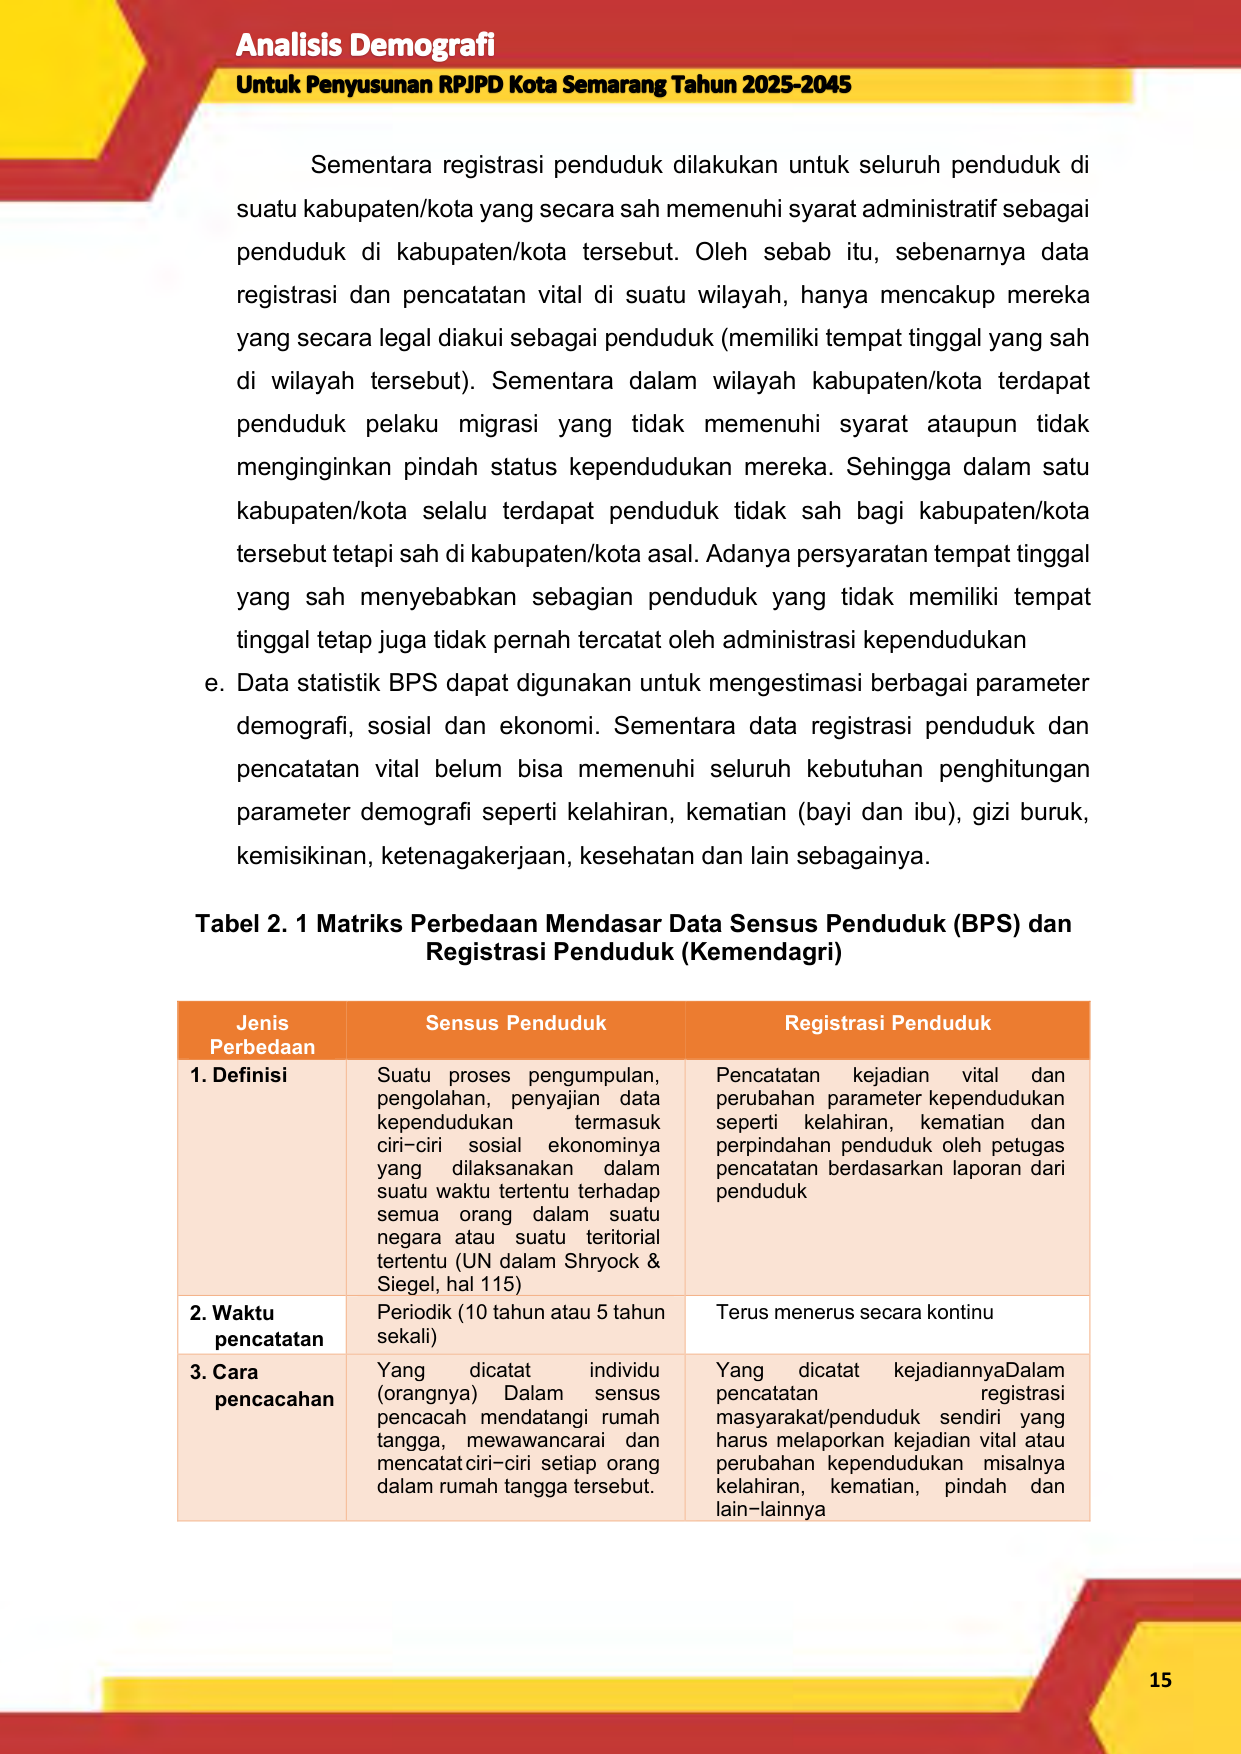 Analisis Demografi
Untuk Penyusunan RPJPD Kota Semarang Tahun 2025-2045
Sementara registrasi penduduk dilakukan untuk seluruh penduduk di
suatu kabupaten/kota yang secara sah memenuhi syarat administratif sebagai
penduduk di kabupaten/kota tersebut. Oleh sebab itu, sebenarnya data
registrasi dan pencatatan vital di suatu wilayah, hanya mencakup mereka
yang secara legal diakui sebagai penduduk (memiliki tempat tinggal yang sah
di wilayah tersebut). Sementara dalam wilayah kabupaten/kota terdapat
penduduk pelaku migrasi yang tidak memenuhi syarat ataupun tidak
menginginkan pindah status kependudukan mereka. Sehingga dalam satu
kabupaten/kota selalu terdapat penduduk tidak sah bagi kabupaten/kota
tersebut tetapi sah di kabupaten/kota asal. Adanya persyaratan tempat tinggal
yang sah menyebabkan sebagian penduduk yang tidak memiliki tempat
tinggal tetap juga tidak pernah tercatat oleh administrasi kependudukan
e. Data statistik BPS dapat digunakan untuk mengestimasi berbagai parameter
demografi, sosial dan ekonomi. Sementara data registrasi penduduk dan
pencatatan vital belum bisa memenuhi seluruh kebutuhan penghitungan
parameter demografi seperti kelahiran, kematian (bayi dan ibu), gizi buruk,
kemisikinan, ketenagakerjaan, kesehatan dan lain sebagainya.
Tabel 2. 1 Matriks Perbedaan Mendasar Data Sensus Penduduk (BPS) dan
Registrasi Penduduk (Kemendagri)
Jenis
Perbedaan
Sensus Penduduk
Registrasi Penduduk
1. Definisi
Suatu proses pengumpulan,
pengolahan, penyajian data
kependudukan termasuk
ciri−ciri sosial ekonominya
yang dilaksanakan dalam
suatu waktu tertentu terhadap
semua orang dalam suatu
negara atau suatu teritorial
tertentu (UN dalam Shryock &
Siegel, hal 115)
Pencatatan kejadian vital dan
perubahan parameter kependudukan
seperti kelahiran, kematian dan
perpindahan penduduk oleh petugas
pencatatan berdasarkan laporan dari
penduduk
2. Waktu
pencatatan
Periodik (10 tahun atau 5 tahun
sekali)
Terus menerus secara kontinu
3. Cara
pencacahan
Yang dicatat individu
(orangnya) Dalam sensus
pencacah mendatangi rumah
tangga, mewawancarai dan
mencatat ciri−ciri setiap orang
dalam rumah tangga tersebut.
Yang dicatat kejadiannyaDalam
pencatatan registrasi
masyarakat/penduduk sendiri yang
harus melaporkan kejadian vital atau
perubahan kependudukan misalnya
kelahiran, kematian, pindah dan
lain−lainnya
15